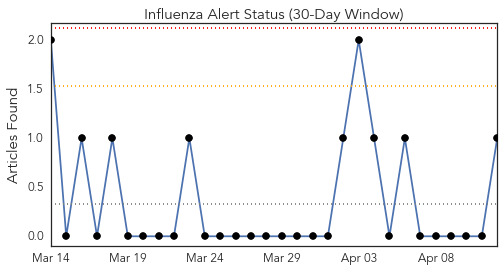 Influenza Alert Status (30-Day Window)
Articles Found
2.0
1.5
1.0
0.5
0.0
Mar 14 Mar 19 Mar 24 Mar 29 Apr 03 Apr 08